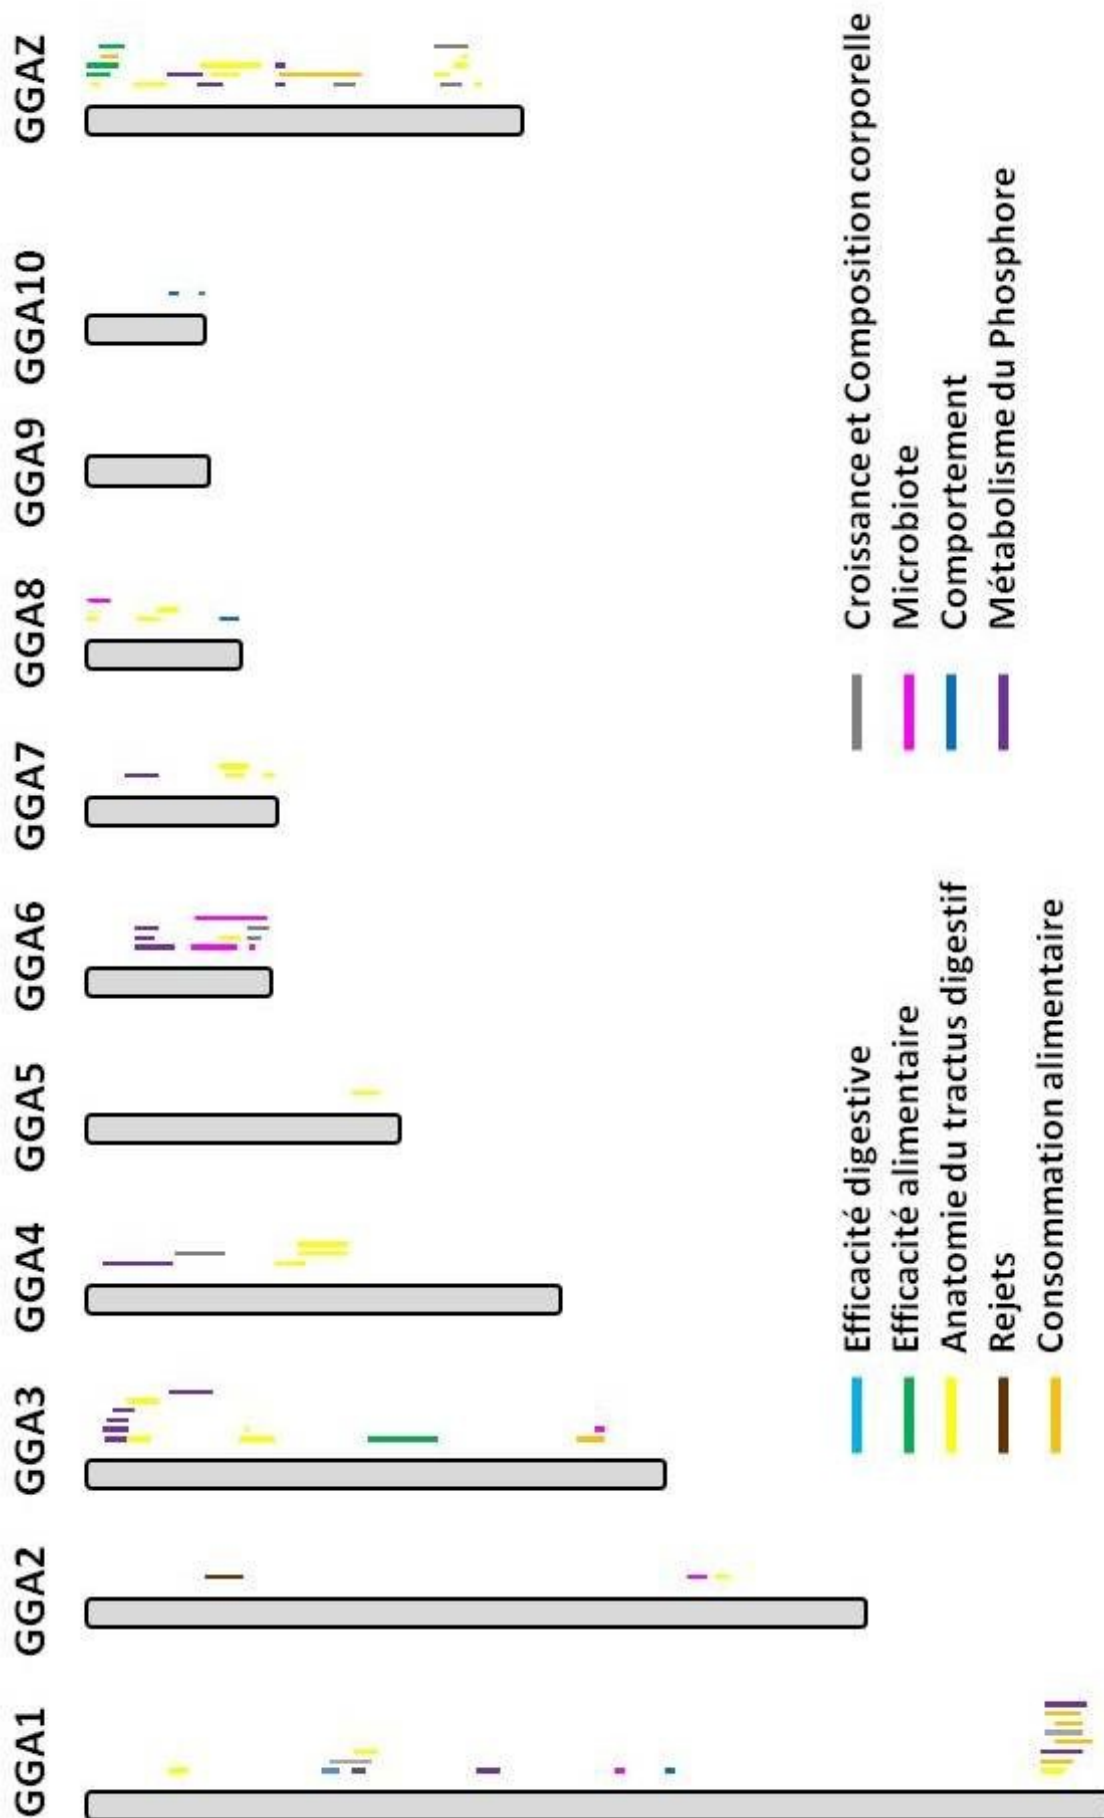 GGA1
GGA2
GGA3
GGA4
GGA5
GGA6
GGA7
GGA8
GGA9
GGA10
GGAZ
Efficacité digestive
Efficacité alimentaire
Anatomie du tractus digestif
Rejets
Consommation alimentaire
Croissance et Composition corporelle
Microbiote
Comportement
Métabolisme du Phosphore